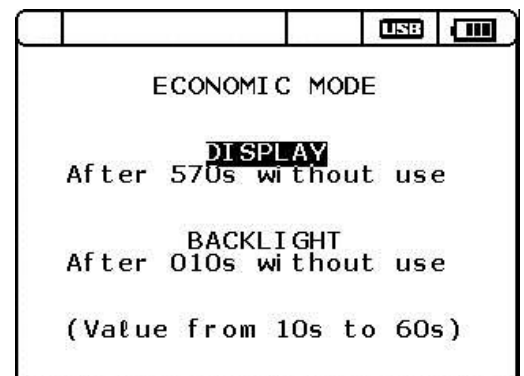 USB
ECONOMIC MODE
DISPLAY
After 570s without use
BACKLIGHT
After 010s without use
(Value from 10s to 60s)